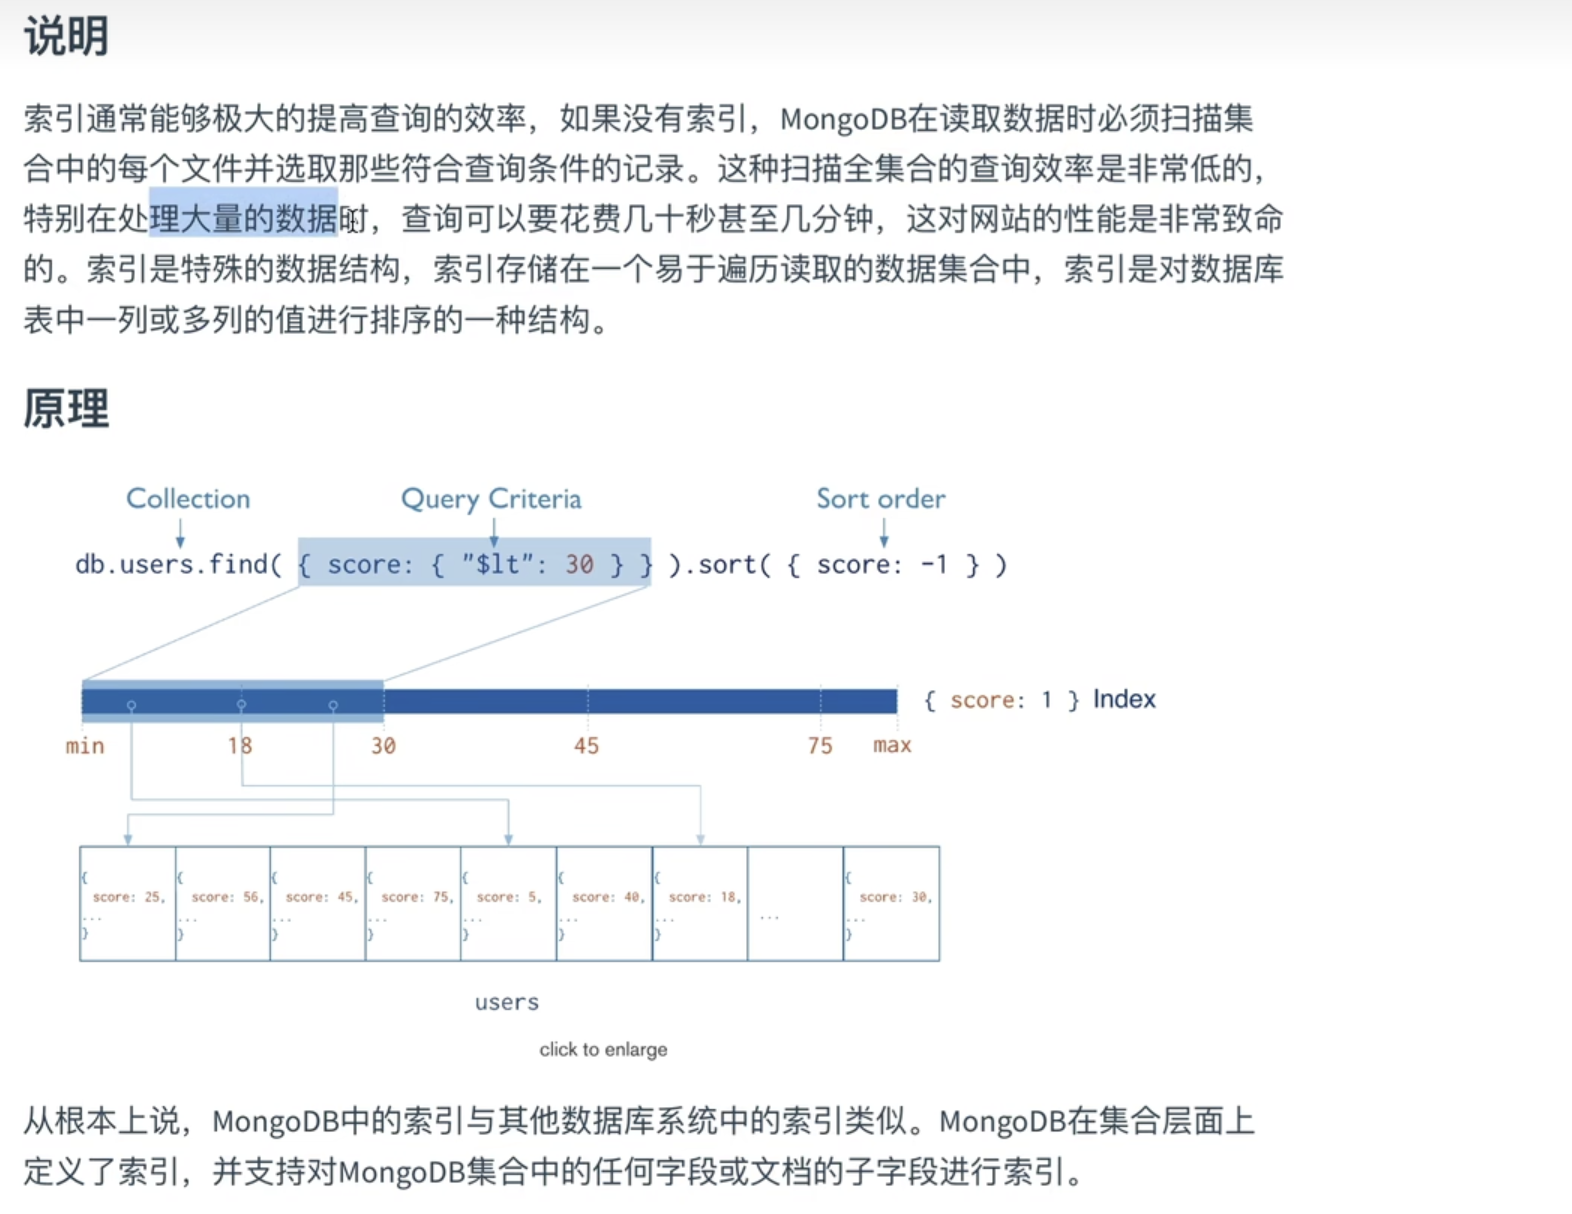 说明
索引通常能够极大的提高查询的效率，如果没有索引，MongoDB在读取数据时必须扫描集
合中的每个文件并选取那些符合查询条件的记录。这种扫描全集合的查询效率是非常低的，
特别在处理大量的数据时，查询可以要花费几十秒甚至几分钟，这对网站的性能是非常致命
的。索引是特殊的数据结构，索引存储在一个易于遍历读取的数据集合中，索引是对数据库
表中一列或多列的值进行排序的一种结构。
原理
Collection Query Criteria Sort order
db.users.find( { score: { "$lt": 30 } } ).sort( { score: -1 } )
{ score: 1 } Index
min 18 30 45 75 max
{ { { { { { { {
score: 25, score: 56, score: 45, score: 75, score: 5, score: 40, score: 18, score: 30,
... ... ... ... ... ... ... ... ...
} } } } } } } }
users
click to enlarge
从根本上说，MongoDB中的索引与其他数据库系统中的索引类似。MongoDB在集合层面上
定义了索引，并支持对MongoDB集合中的任何字段或文档的子字段进行索引。